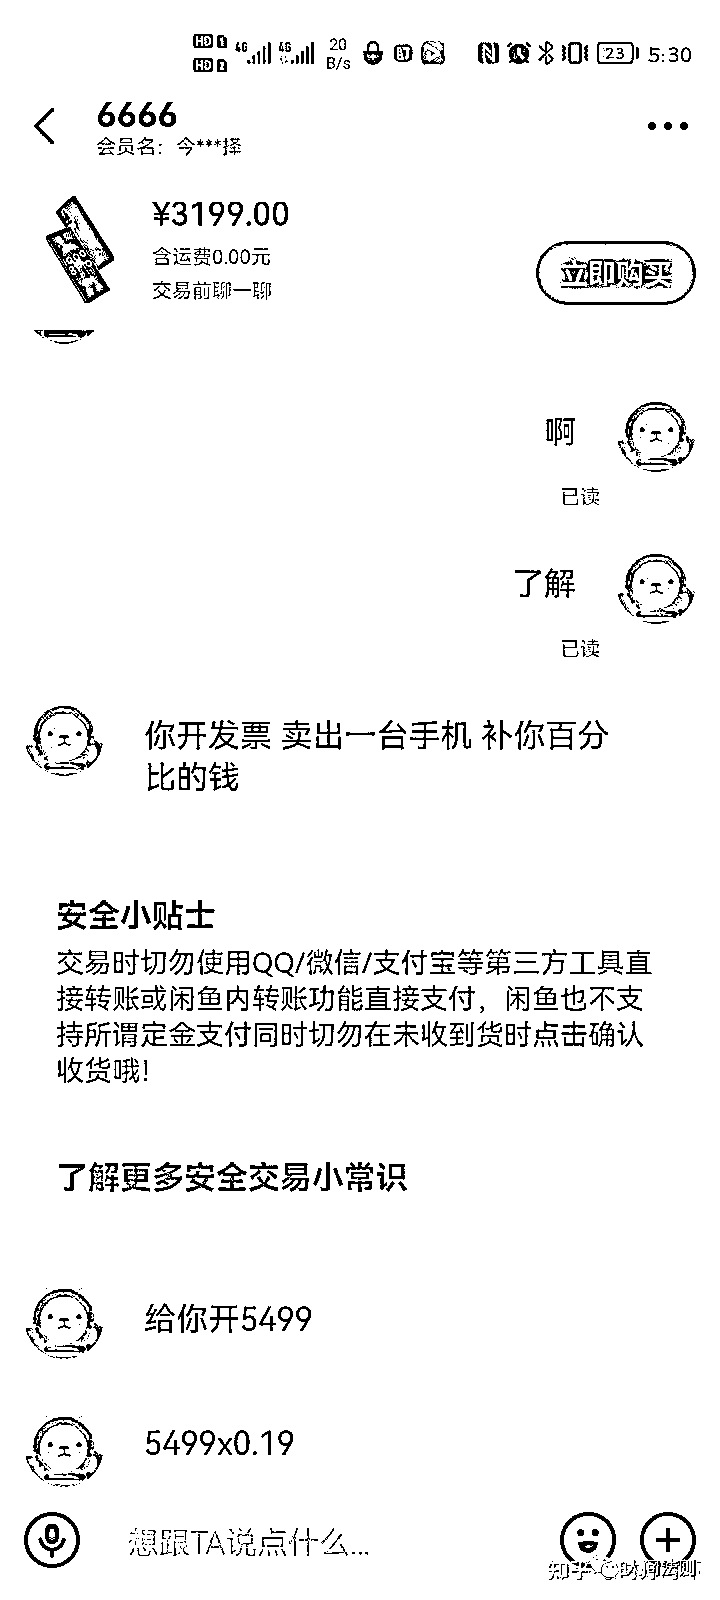 HD 1 4G 4G 20 23 5:30
HD 2 B/s
6666
会员名：今***择
¥3199.00
含运费0.00元
交易前聊一聊
立即购买
啊
已读
了解
已读
你开发票 卖出一台手机 补你百分
比的钱
安全小贴士
交易时切勿使用QQ/微信/支付宝等第三方工具直
接转账或闲鱼内转账功能直接支付，闲鱼也不支
持所谓定金支付同时切勿在未收到货时点击确认
收货哦!
了解更多安全交易小常识
给你开5499
5499x0.19
想跟TA说点什么...
知乎